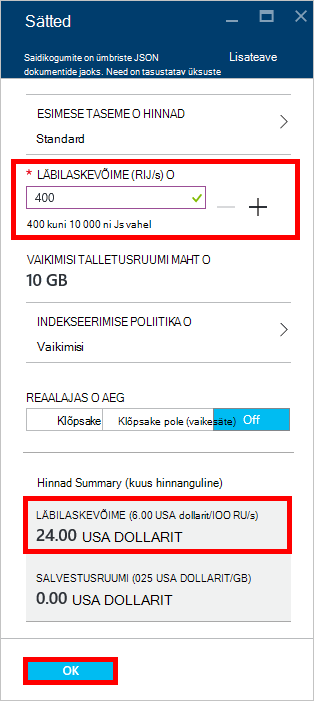 Sätted
Saidikogumite on ümbriste JSON
dokumentide jaoks. Need on tasustatav üksuste
Lisateave
ESIMESE TASEME O HINNAD
Standard
* LÄBILASKEVÕIME (RIJ/s) O
400
400 kuni 10 000 ni Js vahel
VAIKIMISI TALLETUSRUUMI MAHT O
10 GB
INDEKSEERIMISE POLIITIKA O
Vaikimisi
REAALAJAS O AEG
Klõpsake Klõpsake pole (vaikesäte) Off
Hinnad Summary (kuus hinnanguline)
LÄBILASKEVÕIME (6.00 USA dollarit/IOO RU/s)
24.00 USA DOLLARIT
SALVESTUSRUUMI (025 USA DOLLARIT/GB)
0.00 USA DOLLARIT
OK